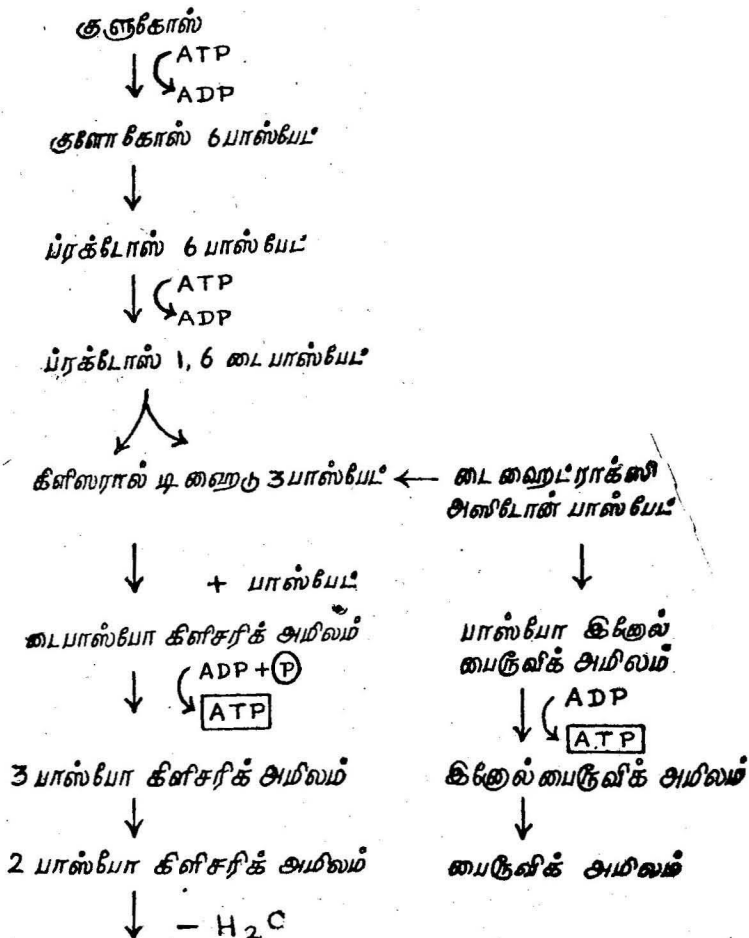 குளுகோஸ்
ATP
ADP
குளோகோஸ் 6 பாஸ்பேட்
ப்ரக்டோஸ் 6 பாஸ்பேட்
ATP
ADP
ப்ரக்டோஸ் 1, 6 டை பாஸ்பேட்
கிளிஸரால் டி ஹைடு 3 பாஸ்பேட் ← டை ஹைட்ராக்ஸி
அஸிடோன் பாஸ்பேட்
+ பாஸ்பேட்
டைபாஸ்போ கிளிசரிக் அமிலம்
ADP + P
ATP
பாஸ்போ இனோல்
பைரூவிக் அமிலம்
ADP
ATP
3 பாஸ்போ கிளிசரிக் அமிலம்
இனோல் பைரூவிக் அமிலம்
2 பாஸ்போ கிளிசரிக் அமிலம்
பைரூவிக் அமிலம்
- H2O